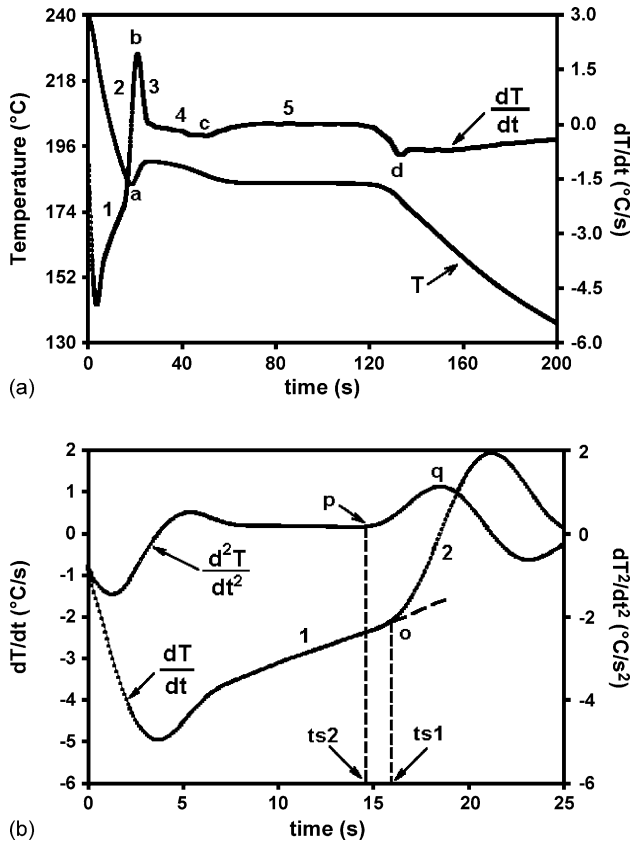 240
218
196
174
152
130
Temperature (°C)
3.0
1.5
0.0
-1.5
-3.0
-4.5
-6.0
dT/dt (°C/s)
b
2
3
4
c
5
dT
dt
a
d
1
T
0
40
80
120
160
200
time (s)
(a)
2
1
0
-1
-2
-3
-4
-5
-6
dT/dt (°C/s)
2
0
-2
-4
-6
dT²/dt² (°C/s²)
q
p
d²T
dt²
2
1
o
dT
dt
ts2
ts1
0
5
10
15
20
25
time (s)
(b)